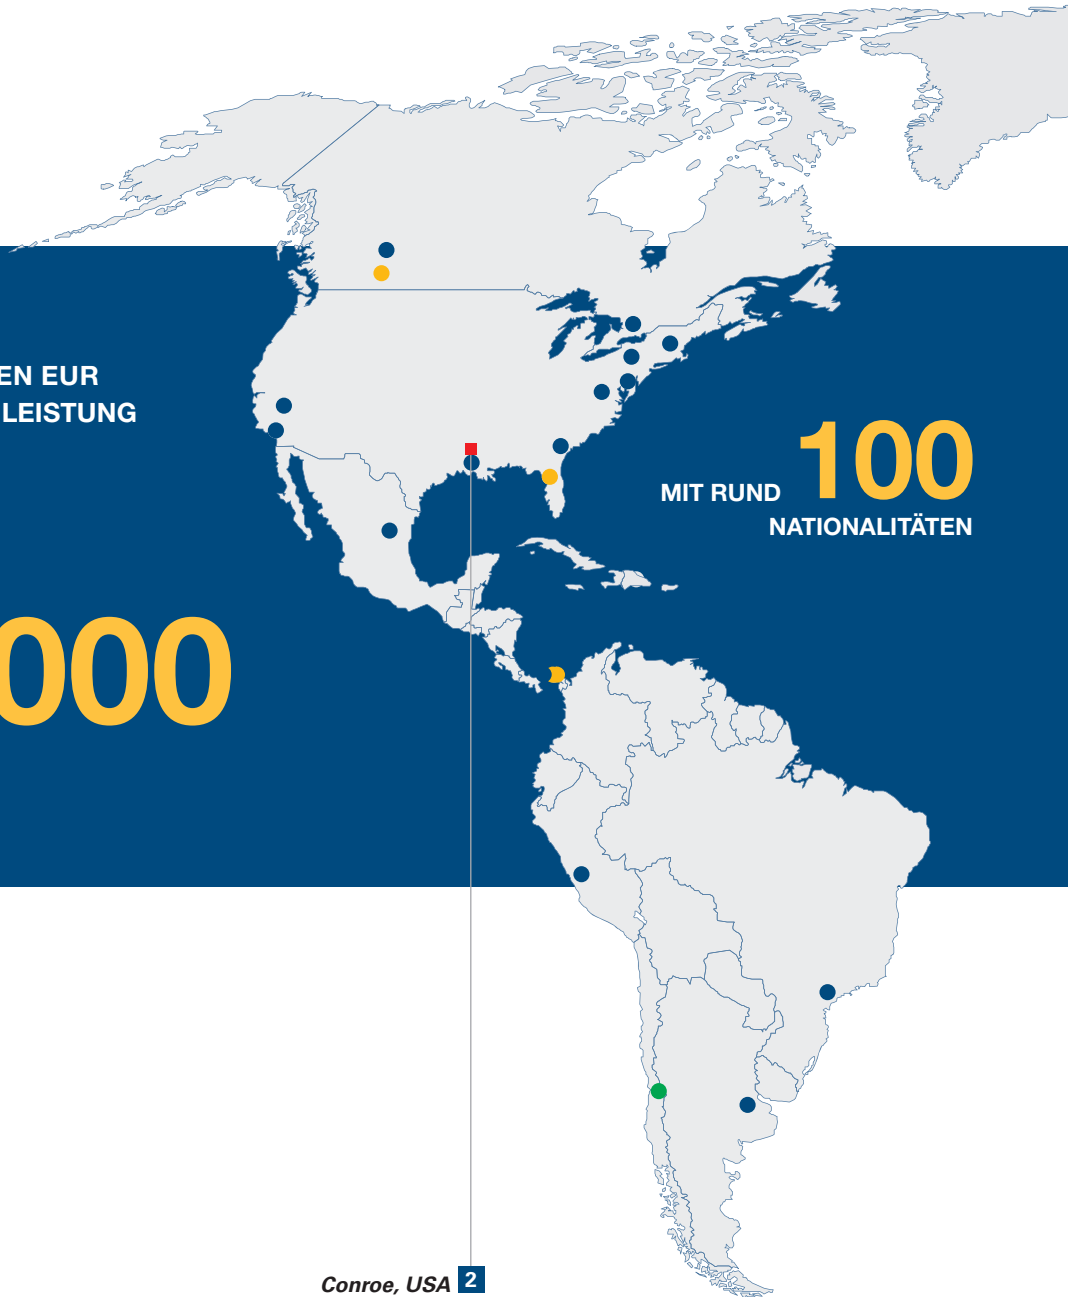 EN EUR
LEISTUNG
100
MIT RUND
NATIONALITÄTEN
000
Conroe, USA 2